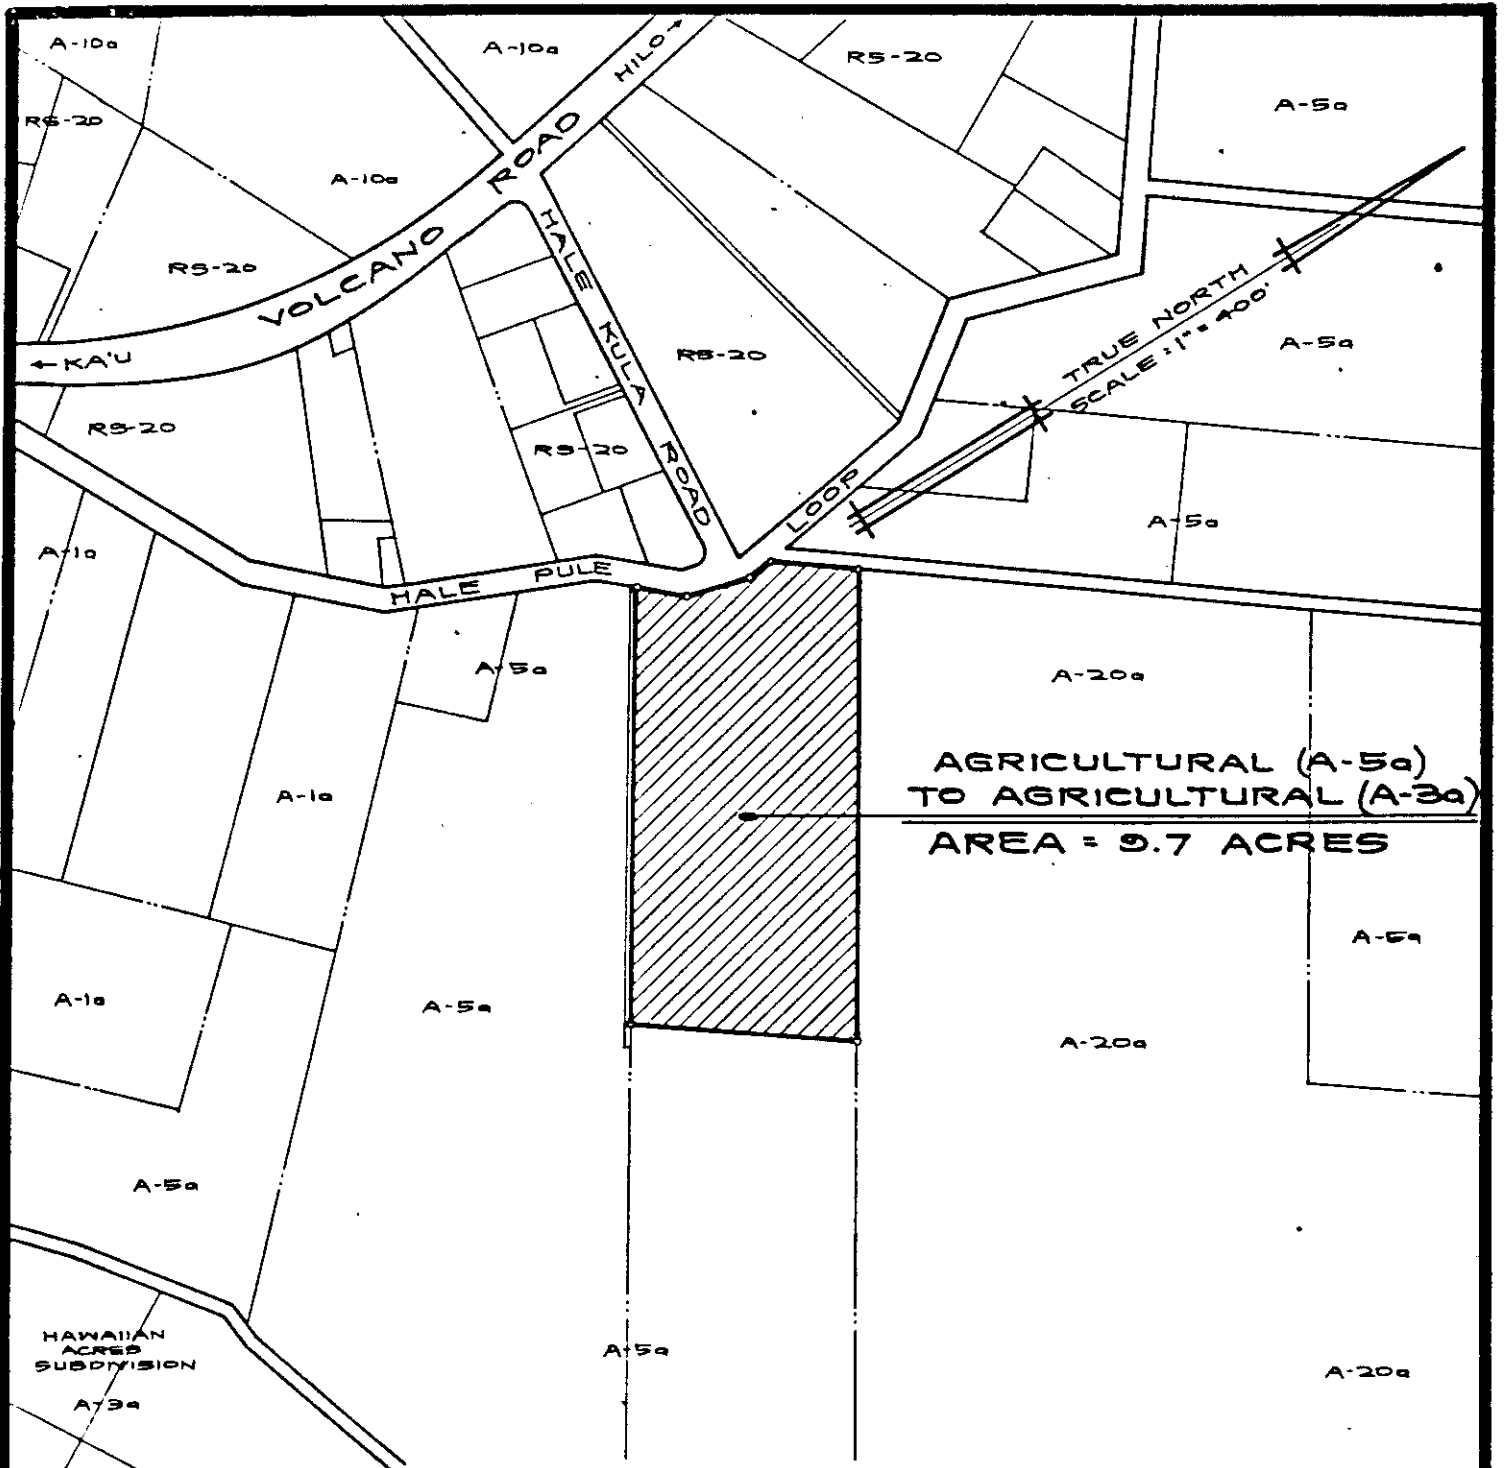 A-10a
A-10a
HILO →
RS-20
A-5a
RS-20
ROAD
A-10a
VOLCANO
RS-20
HALE KULA ROAD
TRUE NORTH
SCALE : 1" = 400'
A-5a
← KA'U
RS-20
RS-20
RS-20
LOOP
A-5a
A-1a
HALE PULE
A-5a
A-20a
AGRICULTURAL (A-5a)
TO AGRICULTURAL (A-3a)
AREA = 9.7 ACRES
A-1a
A-5a
A-1a
A-5a
A-20a
A-5a
HAWAIIAN
ACRES
SUBDIVISION
A-5a
A-20a
A-3a